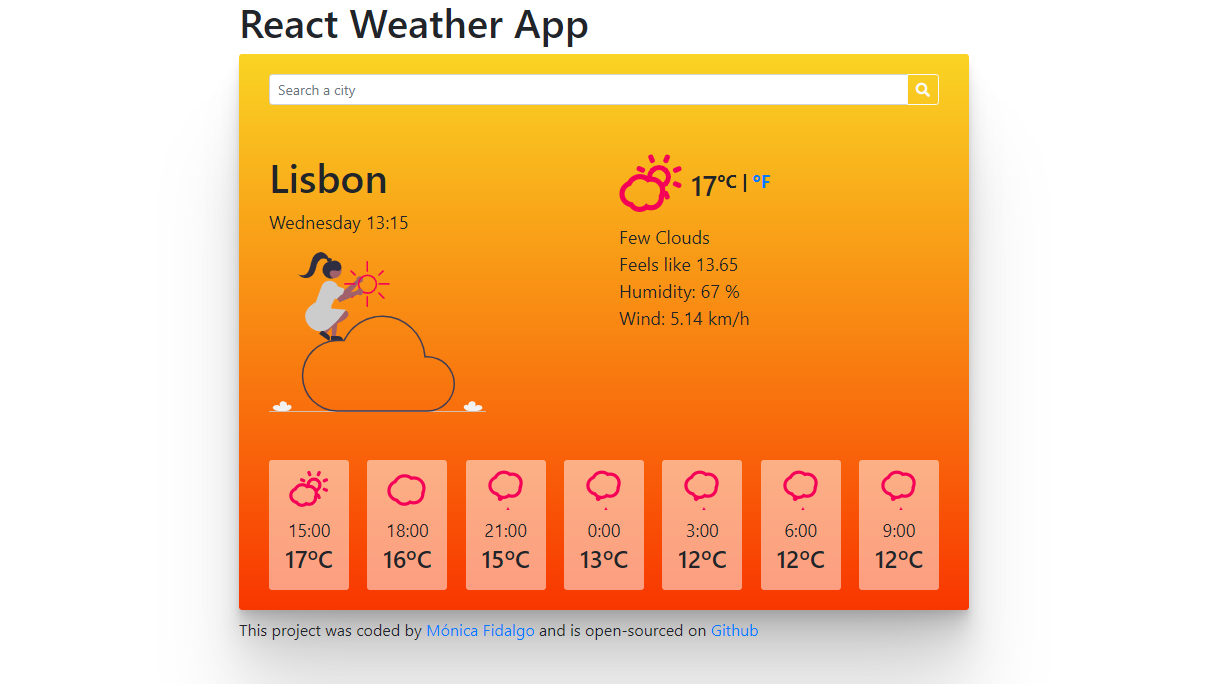 React Weather App
Search a city
Lisbon
Wednesday 13:15
17°C | °F
Few Clouds
Feels like 13.65
Humidity: 67 %
Wind: 5.14 km/h
15:00 18:00 21:00 0:00 3:00 6:00 9:00
17ºC 16ºC 15ºC 13ºC 12ºC 12ºC 12ºC
This project was coded by Mónica Fidalgo and is open-sourced on Github